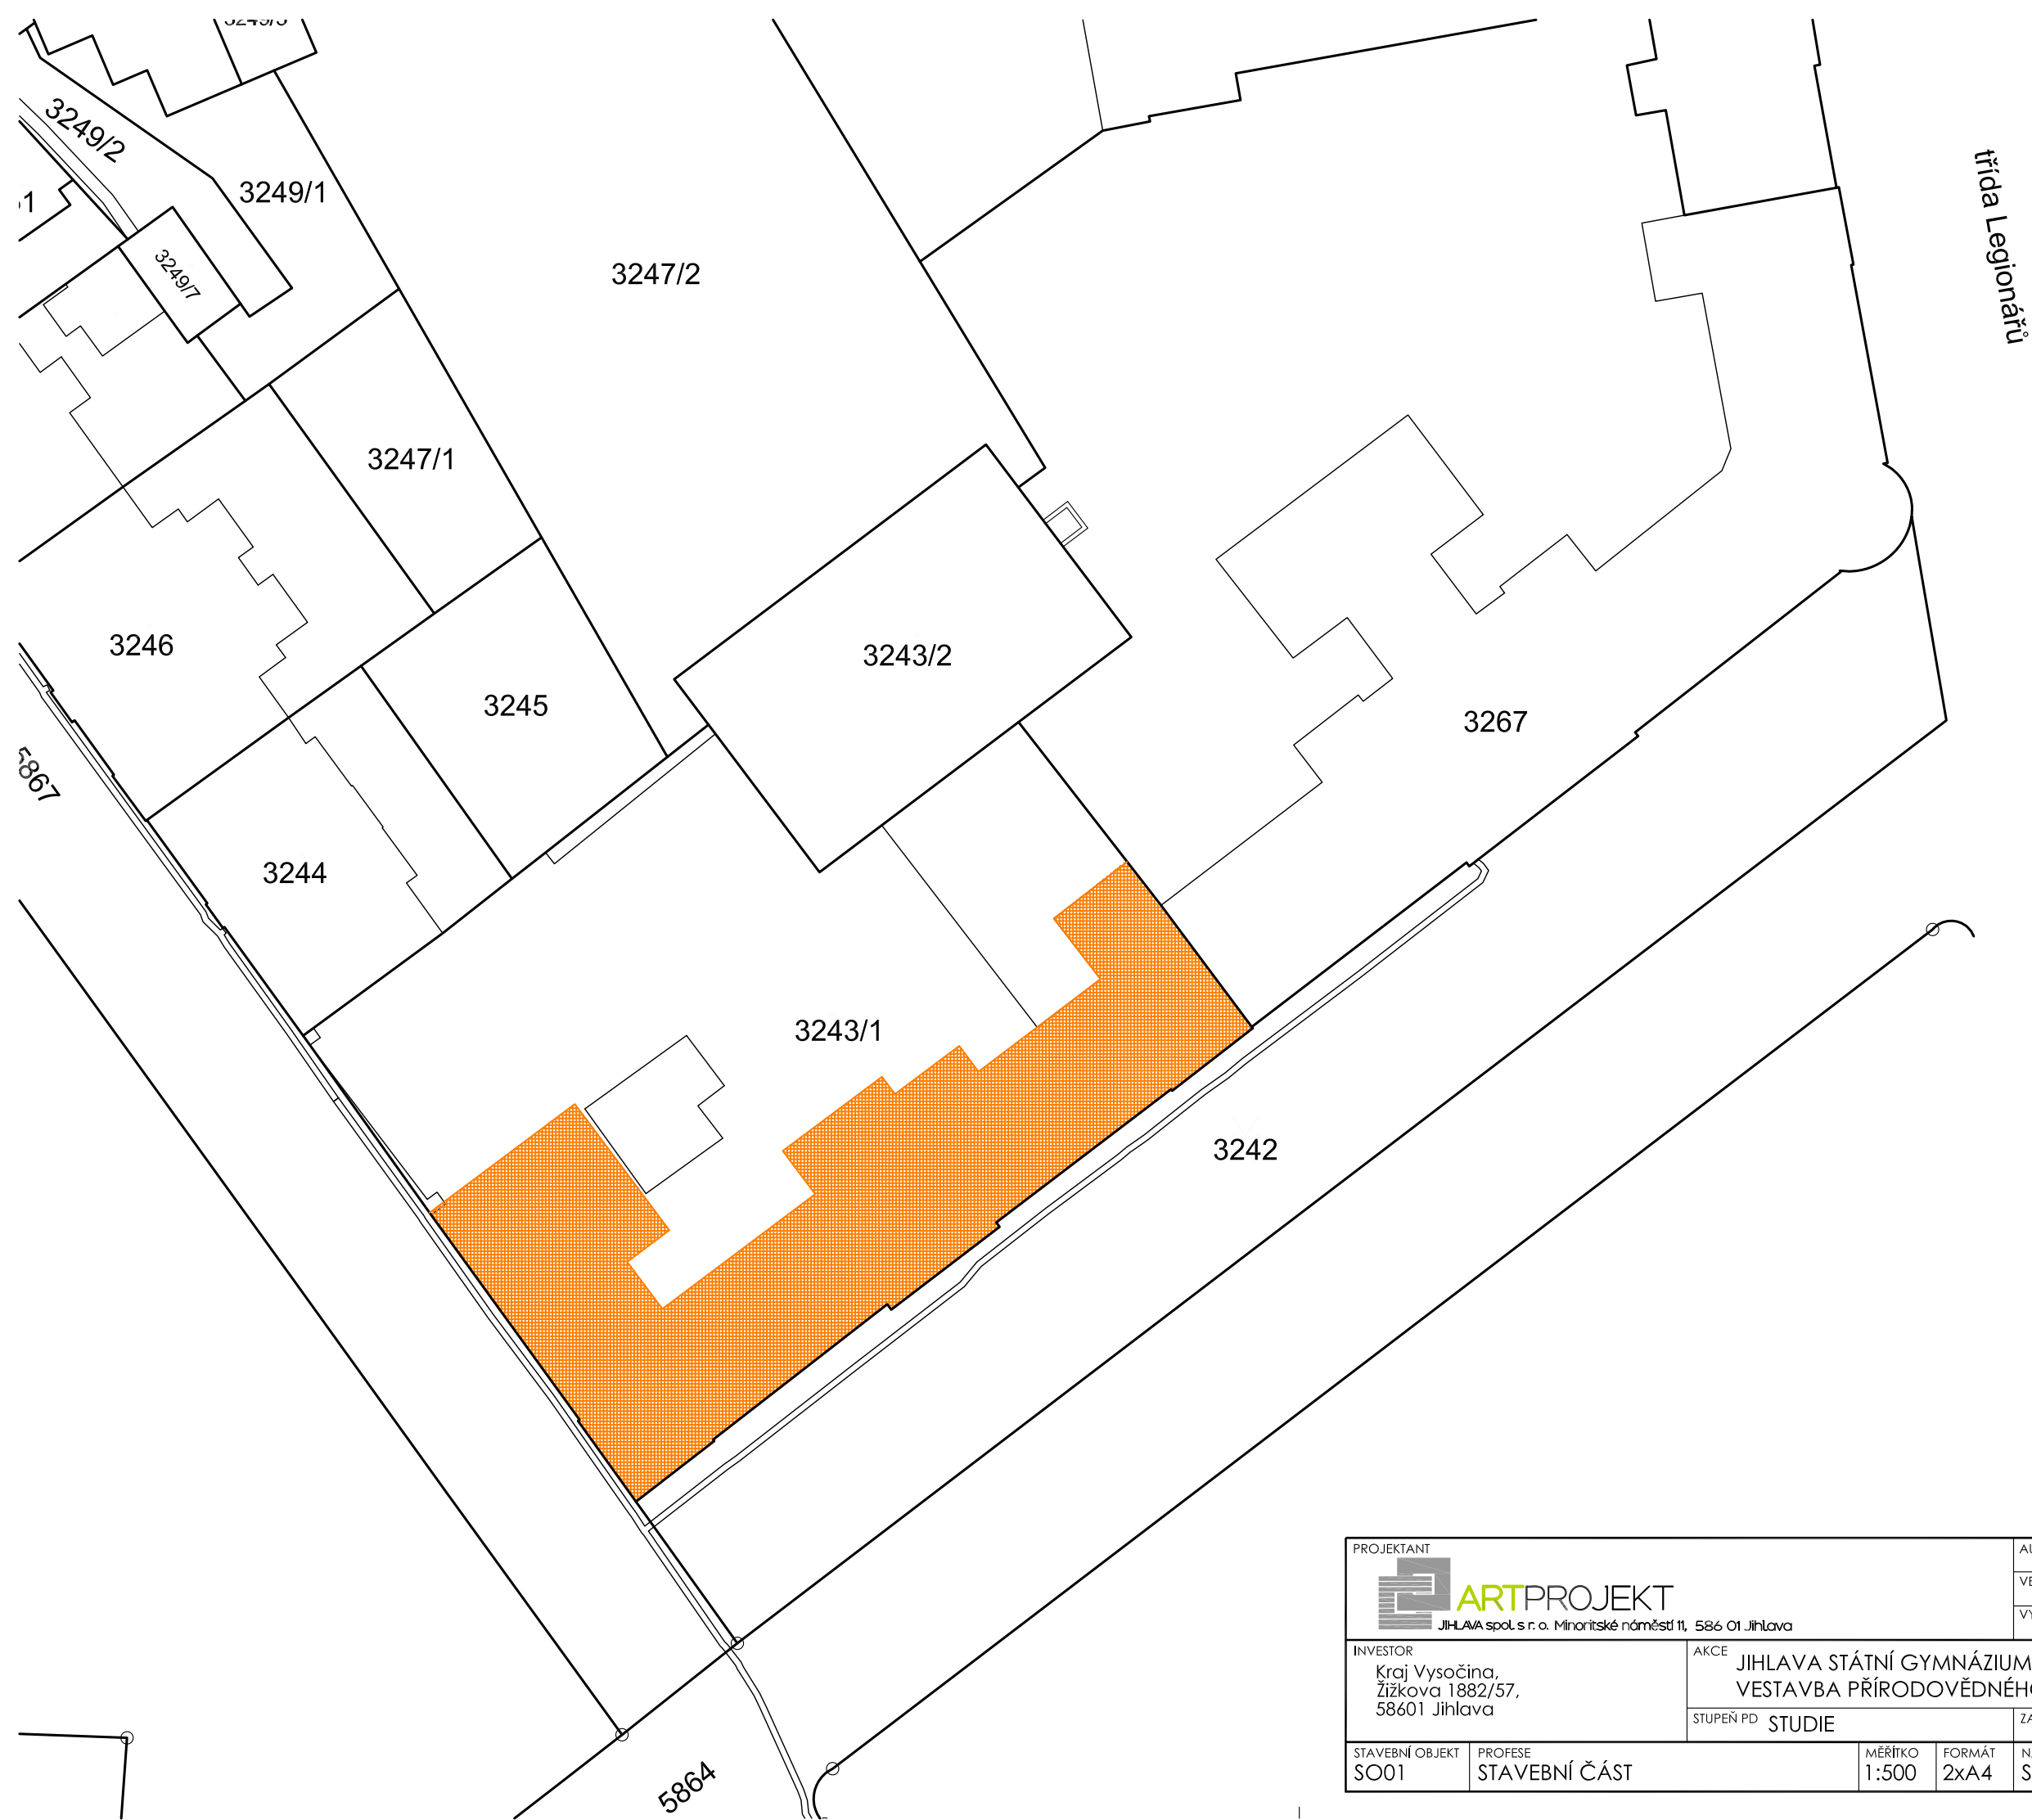 3249/2
3249/1
3249/7
3247/2
třída Legionářů
3247/1
3246
3243/2
3245
3267
5867
3244
3243/1
3242
5864
PROJEKTANT
ARTPROJEKT
JIHLAVA spol. s r. o. Minoritské náměstí 11, 586 01 Jihlava
INVESTOR
Kraj Vysočina,
Žižkova 1882/57,
58601 Jihlava
AKCE
JIHLAVA STÁTNÍ GYMNÁZIUM
VESTAVBA PŘÍRODOVĚDNÉHO
STUPEŇ PD STUDIE
STAVEBNÍ OBJEKT
SO01
PROFESE
STAVEBNÍ ČÁST
MĚŘÍTKO
1:500
FORMÁT
2xA4